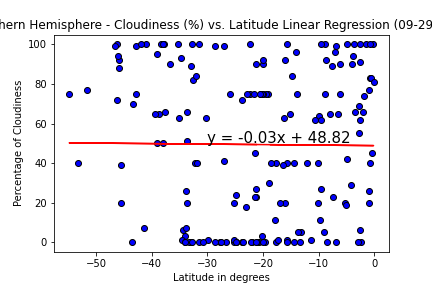 hern Hemisphere - Cloudiness (%) vs. Latitude Linear Regression (09-29
100
80
60
40
20
0
y = -0.03x + 48.82
−50 −40 −30 −20 −10 0
Latitude in degrees
Percentage of Cloudiness